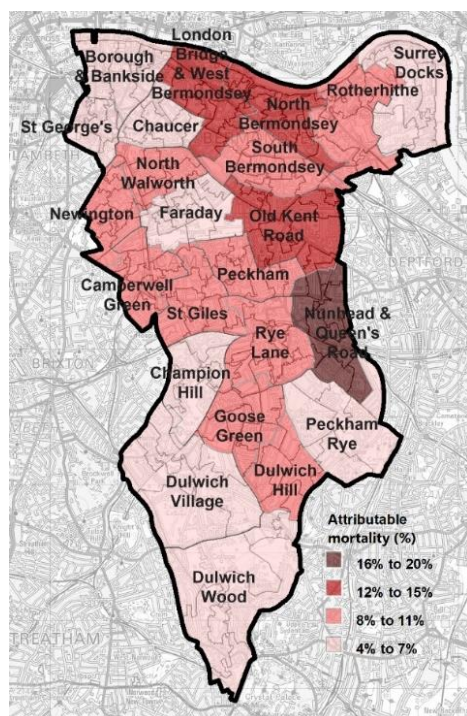 London
Bridge
& West
Bermondsey
Borough
& Bankside
Surrey
Docks
Rotherhithe
North
Bermondsey
St George's
Chaucer
South
Bermondsey
North
Walworth
Newington
Faraday
Old Kent
Road
DEPTFORD
Peckham
Camperwell
Green
St Giles
Nunhead &
Queen's
Road
Rye
Lane
BRIXTON
Champion
Hill
Goose
Green
Peckham
Rye
Dulwich
Village
Dulwich
Hill
Dulwich
Wood
Attributable
mortality (%)
16% to 20%
12% to 15%
8% to 11%
4% to 7%
TREATHAM